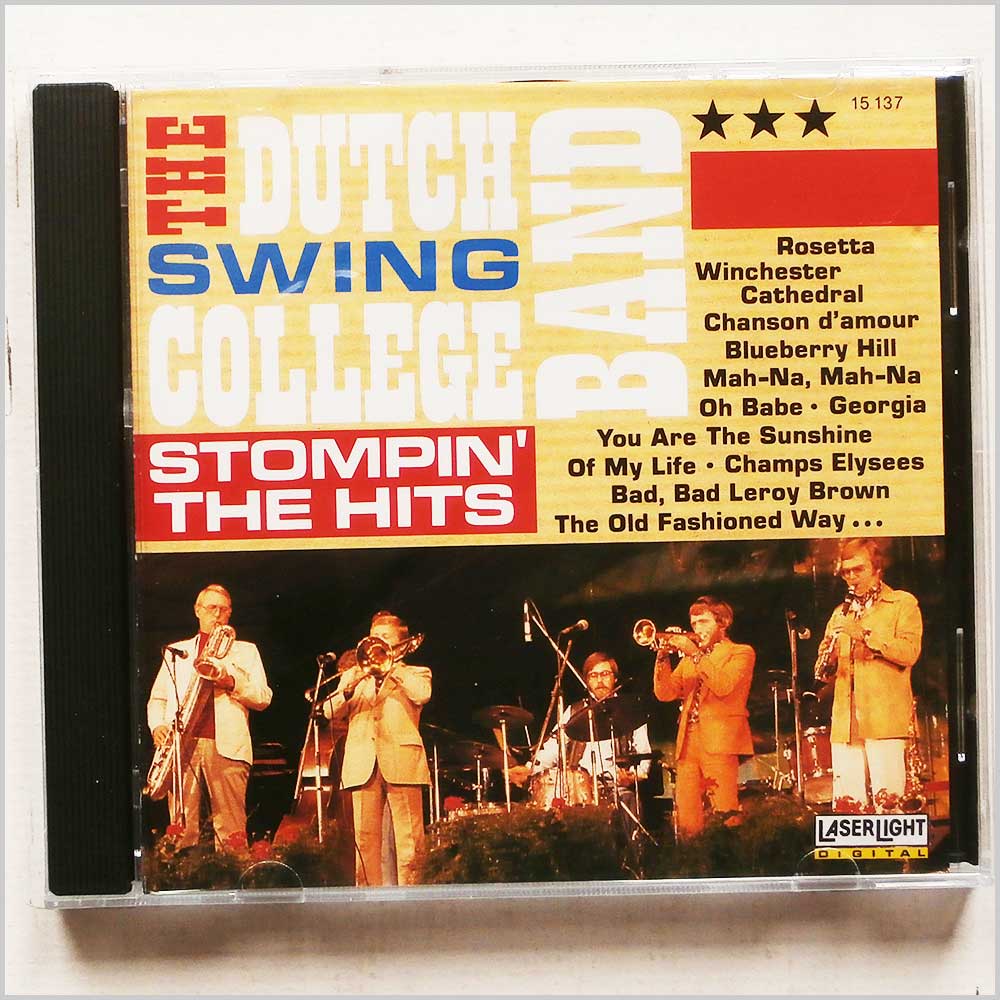 THE DUTCH
SWING
COLLEGE
BAND
STOMPIN'
THE HITS
15 137
Rosetta
Winchester
Cathedral
Chanson d'amour
Blueberry Hill
Mah-Na, Mah-Na
Oh Babe • Georgia
You Are The Sunshine
Of My Life • Champs Elysees
Bad, Bad Leroy Brown
The Old Fashioned Way...
LASERLIGHT
DIGITAL